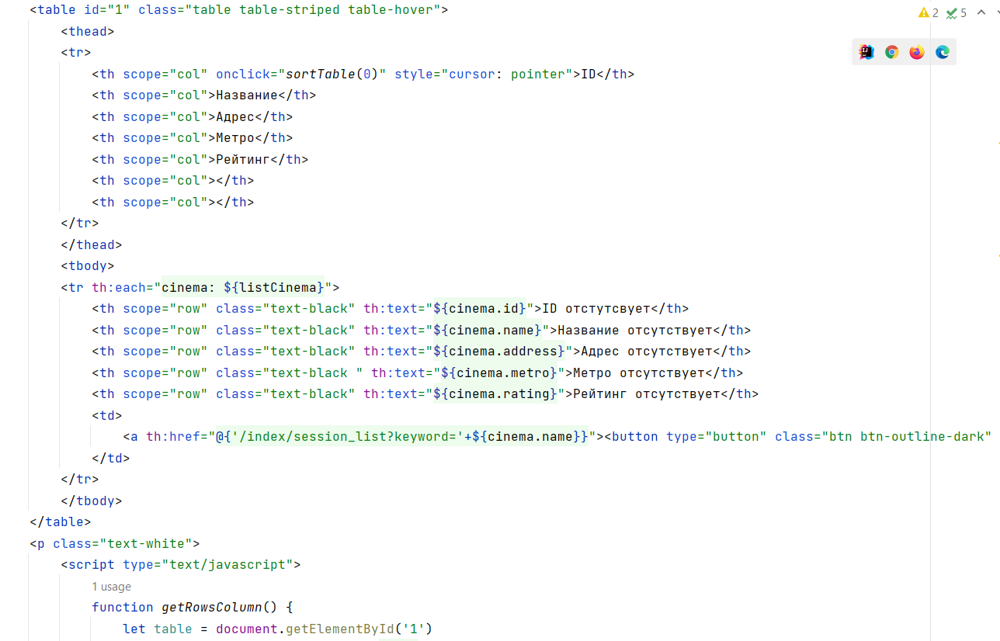 <table id="1" class="table table-striped table-hover">
2 5
<thead>
<tr>
<th scope="col" onclick="sortTable(0)" style="cursor: pointer">ID</th>
<th scope="col">Название</th>
<th scope="col">Адрес</th>
<th scope="col">Метро</th>
<th scope="col">Рейтинг</th>
<th scope="col"></th>
<th scope="col"></th>
</tr>
</thead>
<tbody>
<tr th:each="cinema: ${listCinema}">
<th scope="row" class="text-black" th:text="${cinema.id}">ID отстутсвует</th>
<th scope="row" class="text-black" th:text="${cinema.name}">Название отсутствует</th>
<th scope="row" class="text-black" th:text="${cinema.address}">Адрес отсутствует</th>
<th scope="row" class="text-black " th:text="${cinema.metro}">Метро отсутствует</th>
<th scope="row" class="text-black" th:text="${cinema.rating}">Рейтинг отсутствует</th>
<td>
<a th:href="@{'/index/session_list?keyword='+${cinema.name}}"><button type="button" class="btn btn-outline-dark"
</td>
</tr>
</tbody>
</table>
<p class="text-white">
<script type="text/javascript">
1 usage
function getRowsColumn() {
let table = document.getElementById('1')